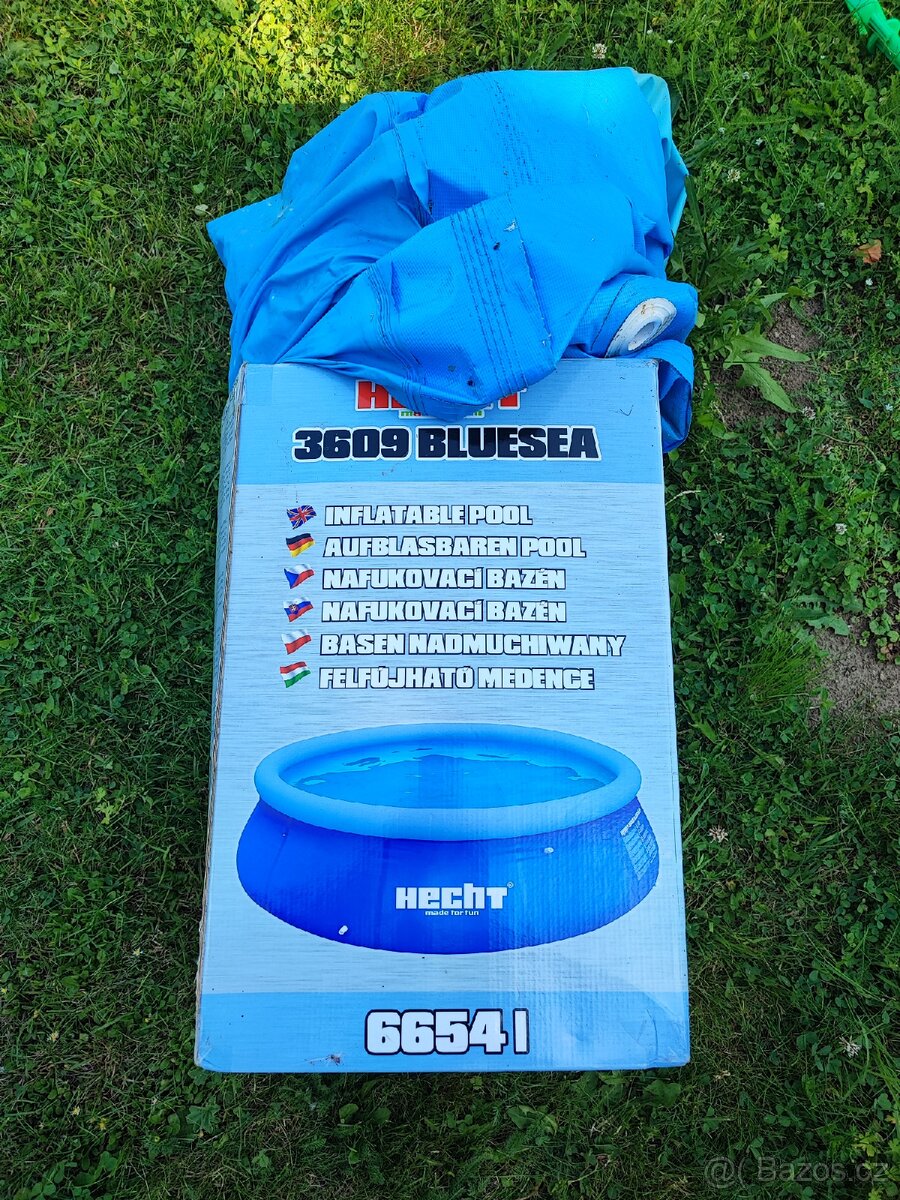 3609 BLUESEA
INFLATABLE POOL
AUFBLASBAREN POOL
NAFUKOVACÍ BAZÉN
NAFUKOVACÍ BAZÉN
BASEN NADMUCHIWANY
FELFÚJHATÓ MEDENCE
HECHT
made for fun
6654 l
@( Bazos.cz